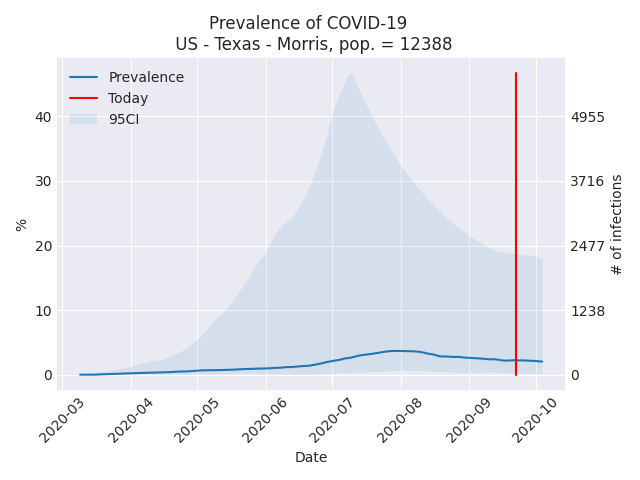 Prevalence of COVID-19
US - Texas - Morris, pop. = 12388
Prevalence
Today
95CI
40
30
20
10
0
%
4955
3716
2477
1238
0
# of infections
2020-03
2020-04
2020-05
2020-06
2020-07
2020-08
2020-09
2020-10
Date